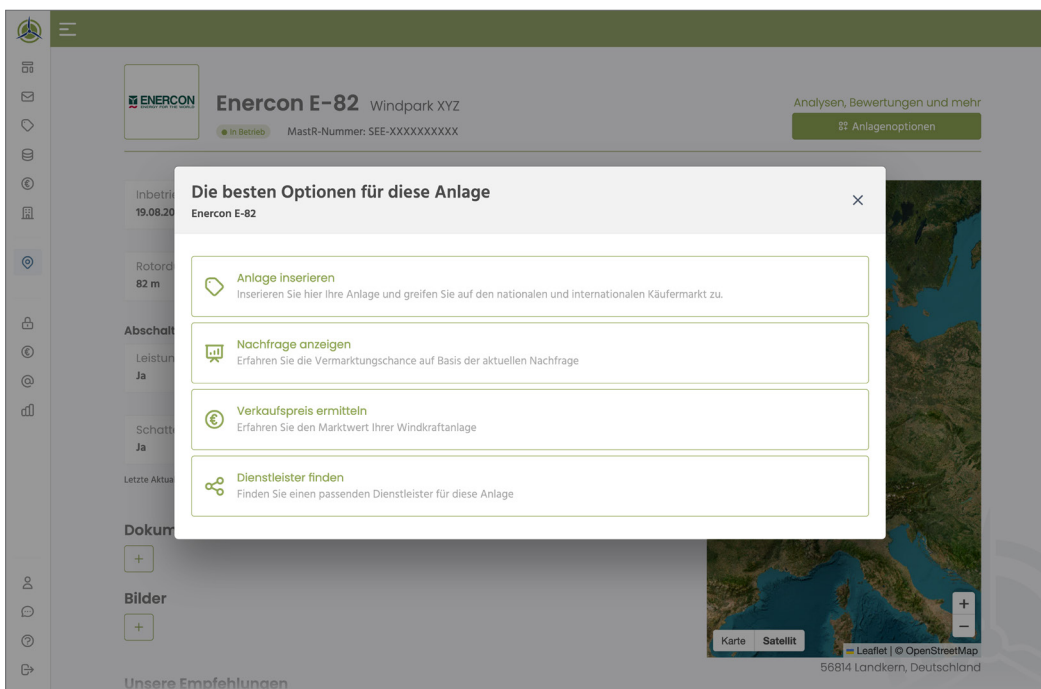 ENERCON
ENERGY FOR THE WORLD
Enercon E-82 Windpark XYZ
In Betrieb MastR-Nummer: SEE-XXXXXXXXXX
Analysen, Bewertungen und mehr
Anlagenoptionen
Die besten Optionen für diese Anlage
Enercon E-82
Inbetrie
19.08.20
Rotord
82 m
Abschalt
Leistun
Ja
Schatt
Ja
Letzte Aktua
Anlage inserieren
Inserieren Sie hier Ihre Anlage und greifen Sie auf den nationalen und internationalen Käufermarkt zu.
Nachfrage anzeigen
Erfahren Sie die Vermarktungschance auf Basis der aktuellen Nachfrage
Verkaufspreis ermitteln
Erfahren Sie den Marktwert Ihrer Windkraftanlage
Dienstleister finden
Finden Sie einen passenden Dienstleister für diese Anlage
Dokum
+
Bilder
+
Karte Satellit
+
−
Leaflet | © OpenStreetMap
56814 Landkern, Deutschland
Unsere Empfehlungen